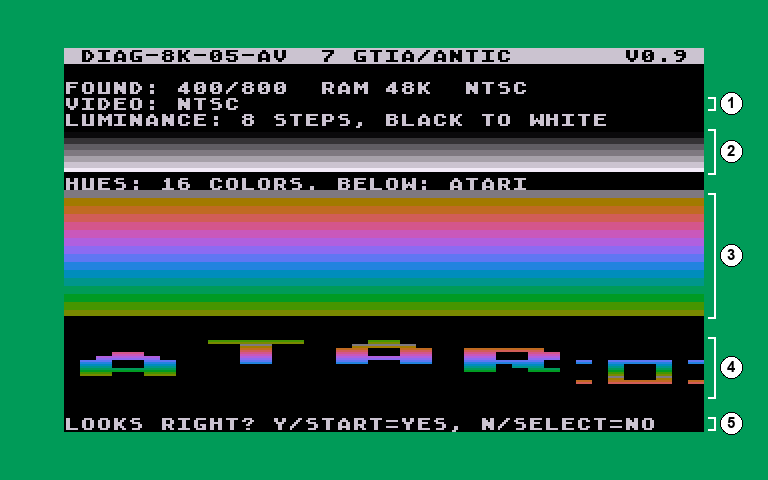 DIAG-8K-05-AV 7 GTIA/ANTIC V0.9
FOUND: 400/800 RAM 48K NTSC
VIDEO: NTSC
1
LUMINANCE: 8 STEPS, BLACK TO WHITE
2
HUES: 16 COLORS. BELOW: ATARI
3
ATAR
4
LOOKS RIGHT? Y/START=YES, N/SELECT=NO
5